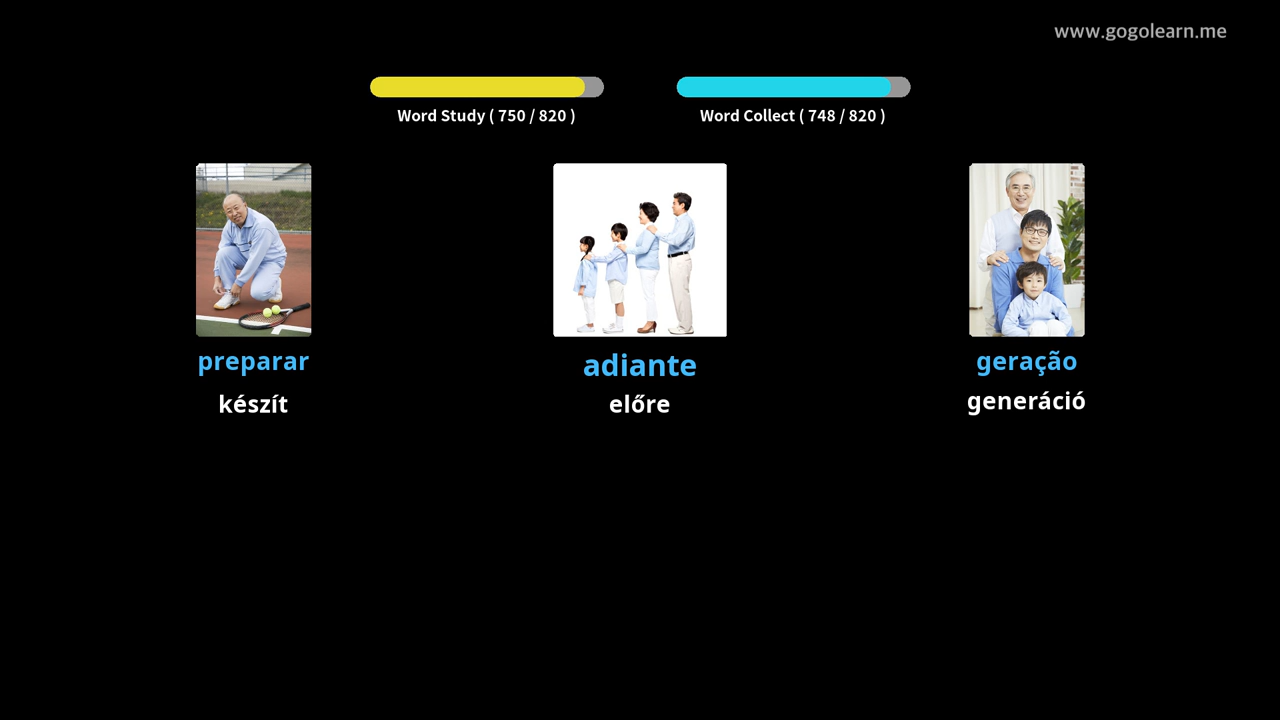 www.gogolearn.me
Word Study ( 750 / 820 )
Word Collect ( 748 / 820 )
preparar
adiante
geração
készít
előre
generáció